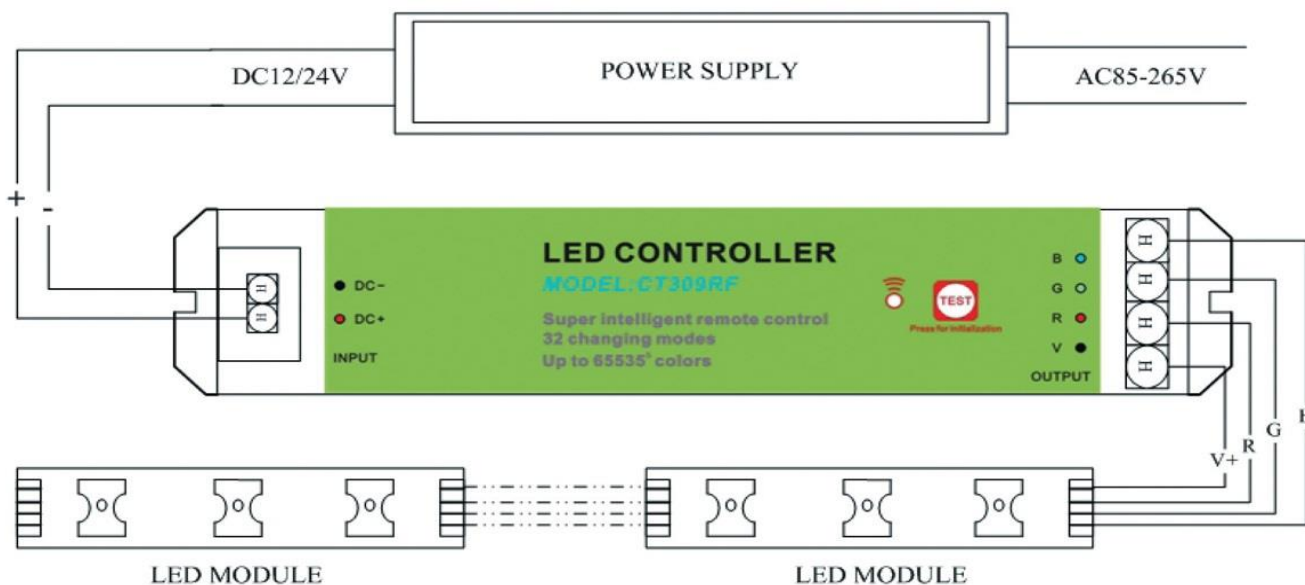 DC12/24V
POWER SUPPLY
AC85-265V
+
-
LED CONTROLLER
MODEL:CT309RF
Super intelligent remote control
32 changing modes
Up to 65535° colors
DC-
DC+
INPUT
H
H
TEST
Press for Initialization
B
G
R
V
OUTPUT
H
H
H
H
V+
R
G
LED MODULE
LED MODULE